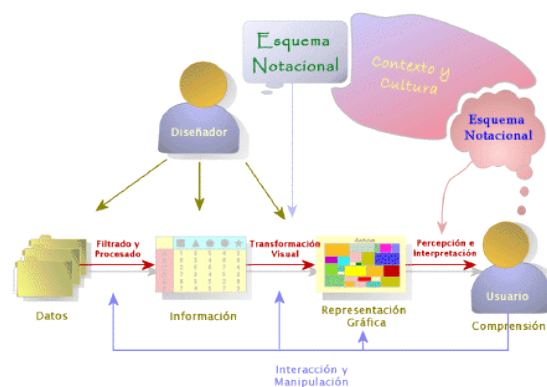 Esquema
Notacional
Contexto y
Cultura
Esquema
Notacional
Diseñador
Filtrado y
Procesado
Transformación
Visual
Percepción e
Interpretación
Usuario
Datos
Información
Representación
Gráfica
Comprensión
Interacción y
Manipulación